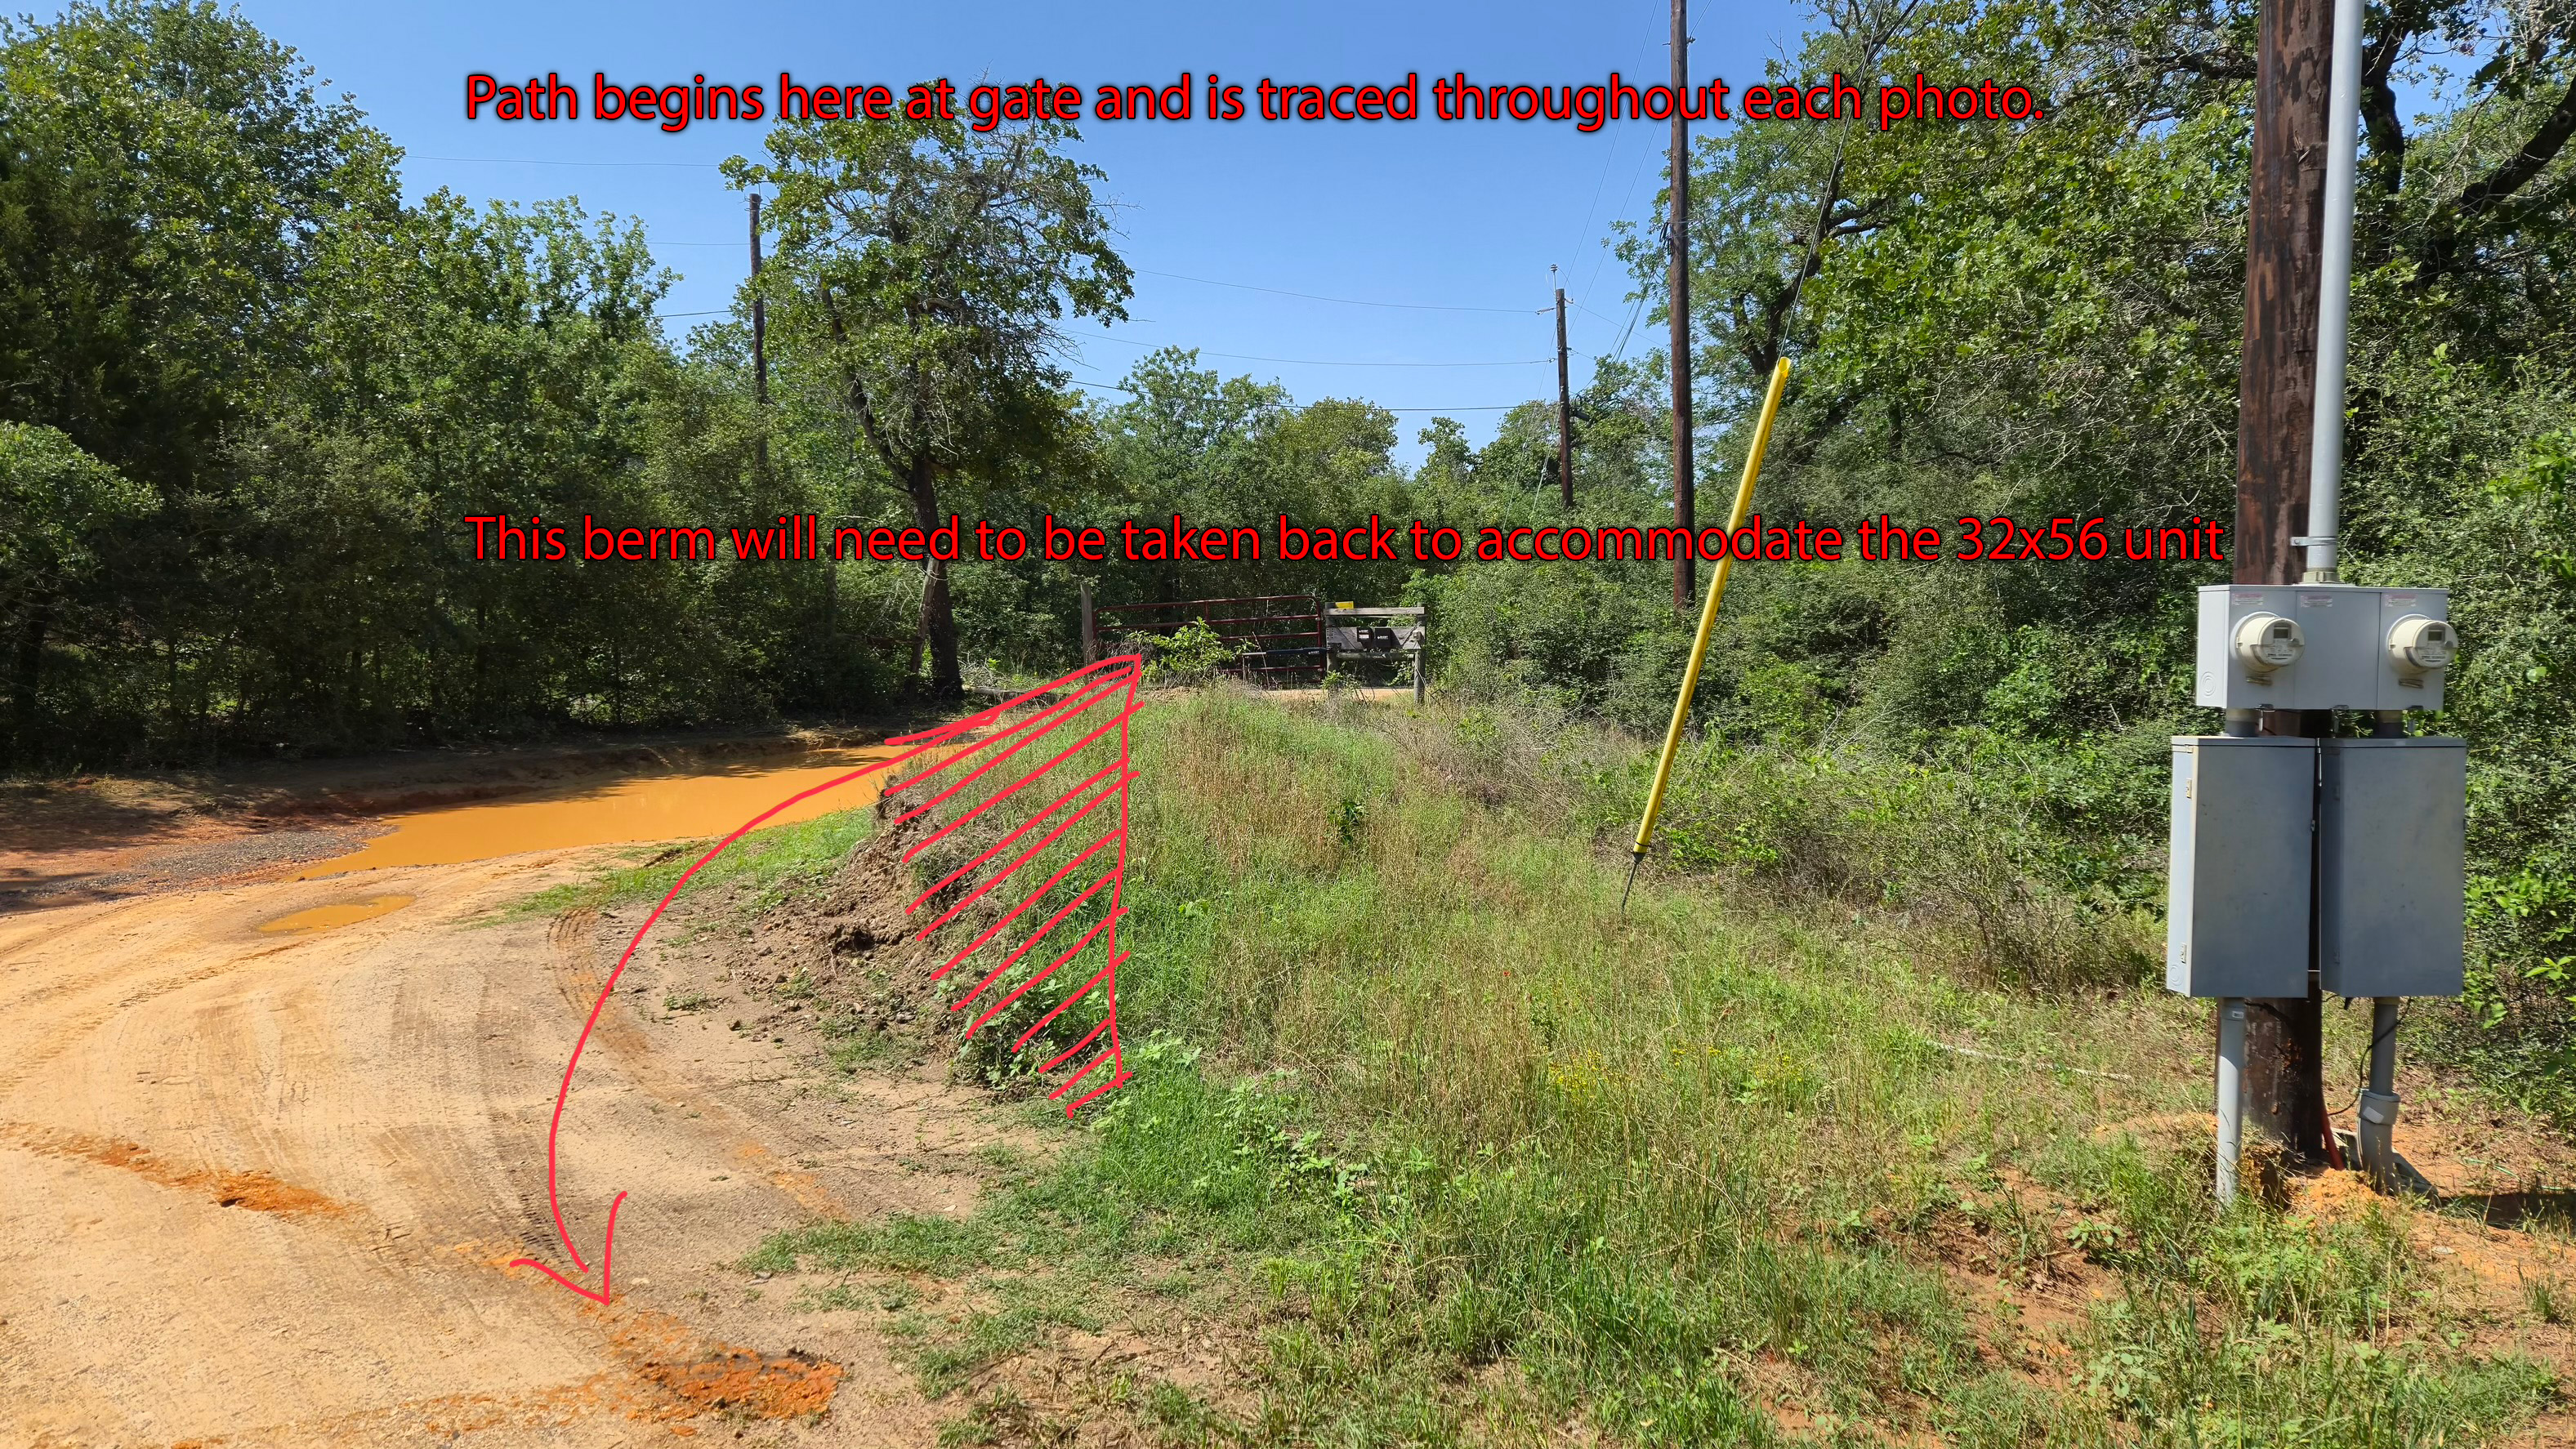 Path begins here at gate and is traced throughout each photo.
This berm will need to be taken back to accommodate the 32x56 unit